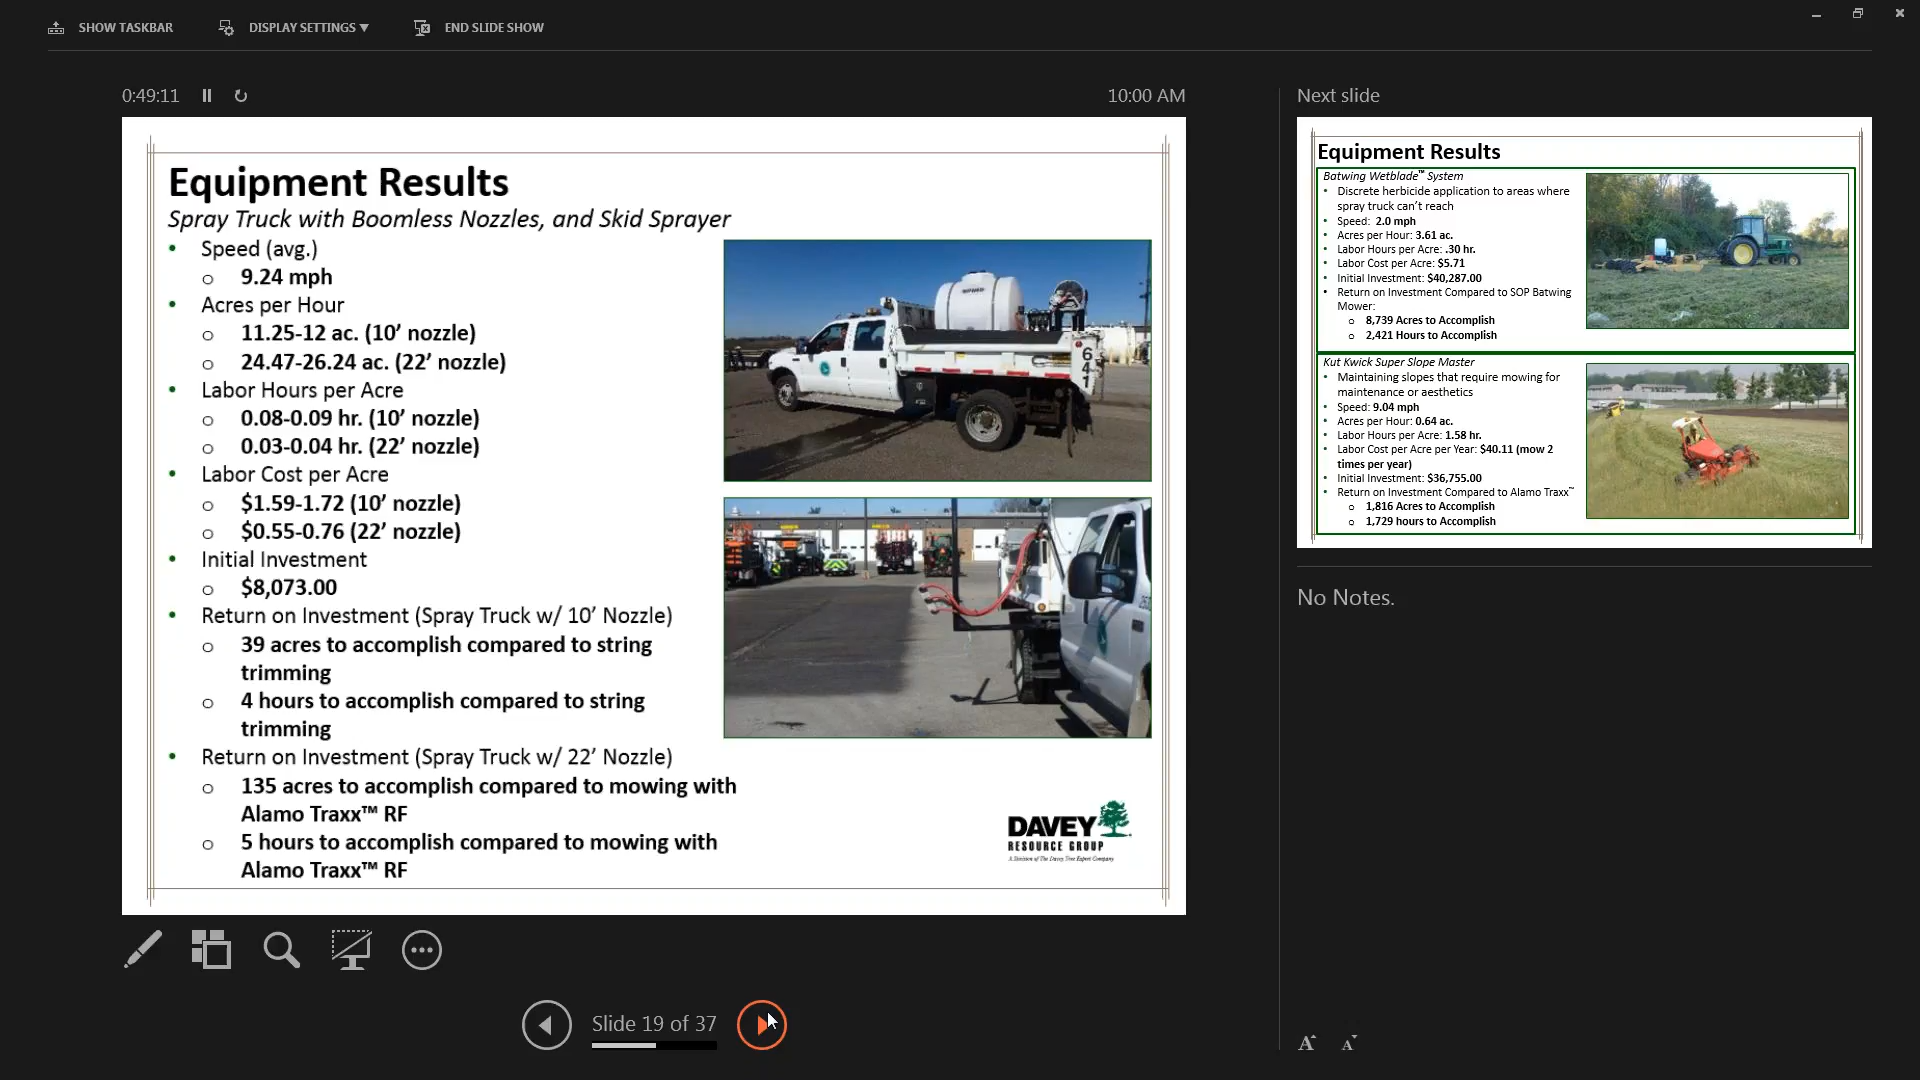 SHOW TASKBAR
DISPLAY SETTINGS
END SLIDE SHOW
0:49:11
10:00 AM
Equipment Results
Spray Truck with Boomless Nozzles, and Skid Sprayer
• Speed (avg.)
o 9.24 mph
• Acres per Hour
o 11.25-12 ac. (10’ nozzle)
o 24.47-26.24 ac. (22’ nozzle)
• Labor Hours per Acre
o 0.08-0.09 hr. (10’ nozzle)
o 0.03-0.04 hr. (22’ nozzle)
• Labor Cost per Acre
o $1.59-1.72 (10’ nozzle)
o $0.55-0.76 (22’ nozzle)
• Initial Investment
o $8,073.00
• Return on Investment (Spray Truck w/ 10’ Nozzle)
o 39 acres to accomplish compared to string
trimming
o 4 hours to accomplish compared to string
trimming
• Return on Investment (Spray Truck w/ 22’ Nozzle)
o 135 acres to accomplish compared to mowing with
Alamo Traxx™ RF
o 5 hours to accomplish compared to mowing with
Alamo Traxx™ RF
641
DAVEY
RESOURCE GROUP
A Division of The Davey Tree Expert Company
Slide 19 of 37
Next slide
Equipment Results
Batwing Wetblade™ System
• Discrete herbicide application to areas where
spray truck can’t reach
• Speed: 2.0 mph
• Acres per Hour: 3.61 ac.
• Labor Hours per Acre: .30 hr.
• Labor Cost per Acre: $5.71
• Initial Investment: $40,287.00
• Return on Investment Compared to SOP Batwing
Mower:
o 8,739 Acres to Accomplish
o 2,421 Hours to Accomplish
Kut Kwick Super Slope Master
• Maintaining slopes that require mowing for
maintenance or aesthetics
• Speed: 9.04 mph
• Acres per Hour: 0.64 ac.
• Labor Hours per Acre: 1.58 hr.
• Labor Cost per Acre per Year: $40.11 (mow 2
times per year)
• Initial Investment: $36,755.00
• Return on Investment Compared to Alamo Traxx™
o 1,816 Acres to Accomplish
o 1,729 hours to Accomplish
No Notes.
A A